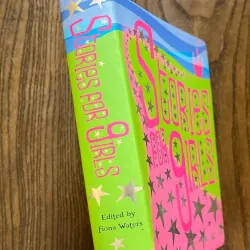 STORIES FOR GIRLS
Edited by
Fiona Waters
STORIES
FOR
GIRLS